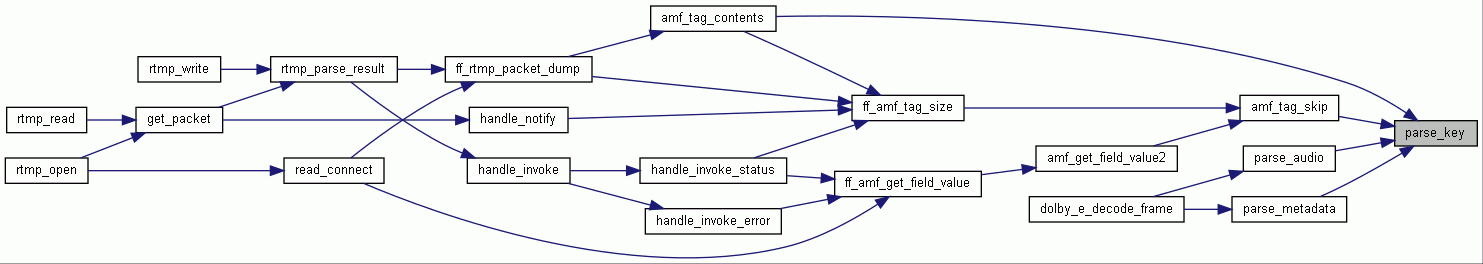 amf_tag_contents
rtmp_write
rtmp_parse_result
ff_rtmp_packet_dump
ff_amf_tag_size
amf_tag_skip
rtmp_read
get_packet
handle_notify
parse_key
amf_get_field_value2
parse_audio
rtmp_open
read_connect
handle_invoke
handle_invoke_status
ff_amf_get_field_value
dolby_e_decode_frame
parse_metadata
handle_invoke_error